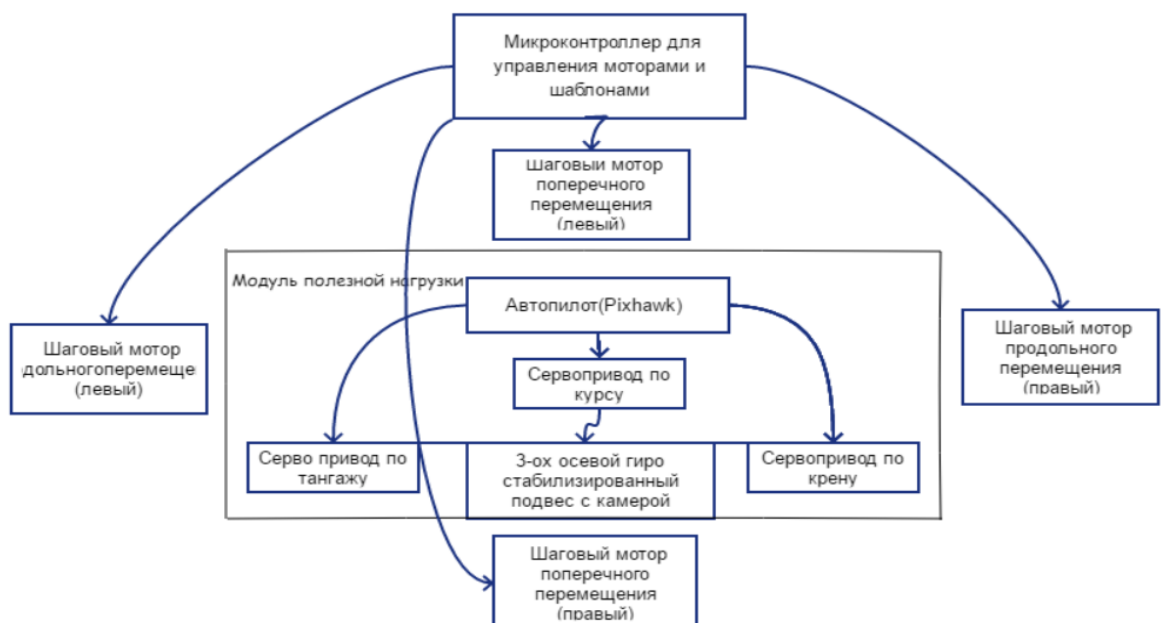 Микроконтроллер для
управления моторами и
шаблонами
Шаговый мотор
поперечного
перемещения
(левый)
Модуль полезной нагрузки
Автопилот(Pixhawk)
Шаговый мотор
дольногоперемеще
(левый)
Шаговый мотор
продольного
перемещения
(правый)
Сервопривод по
курсу
Серво привод по
тангажу
3-ох осевой гиро
стабилизированный
подвес с камерой
Сервопривод по
крену
Шаговый мотор
поперечного
перемещения
(правый)